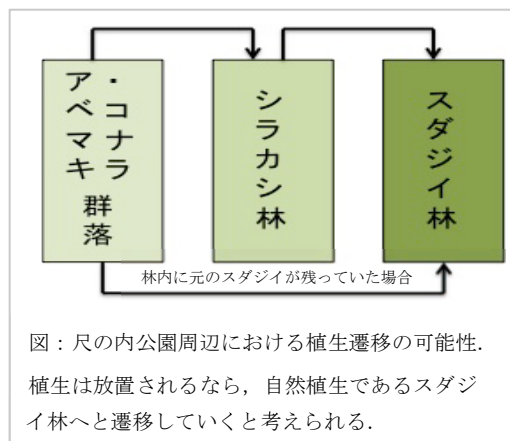 アベマキ
・コナラ
群落
シラカシ林
スダジイ林
林内に元のスダジイが残っていた場合
図：尺の内公園周辺における植生遷移の可能性．
植生は放置されるなら，自然植生であるスダジ
イ林へと遷移していくと考えられる．